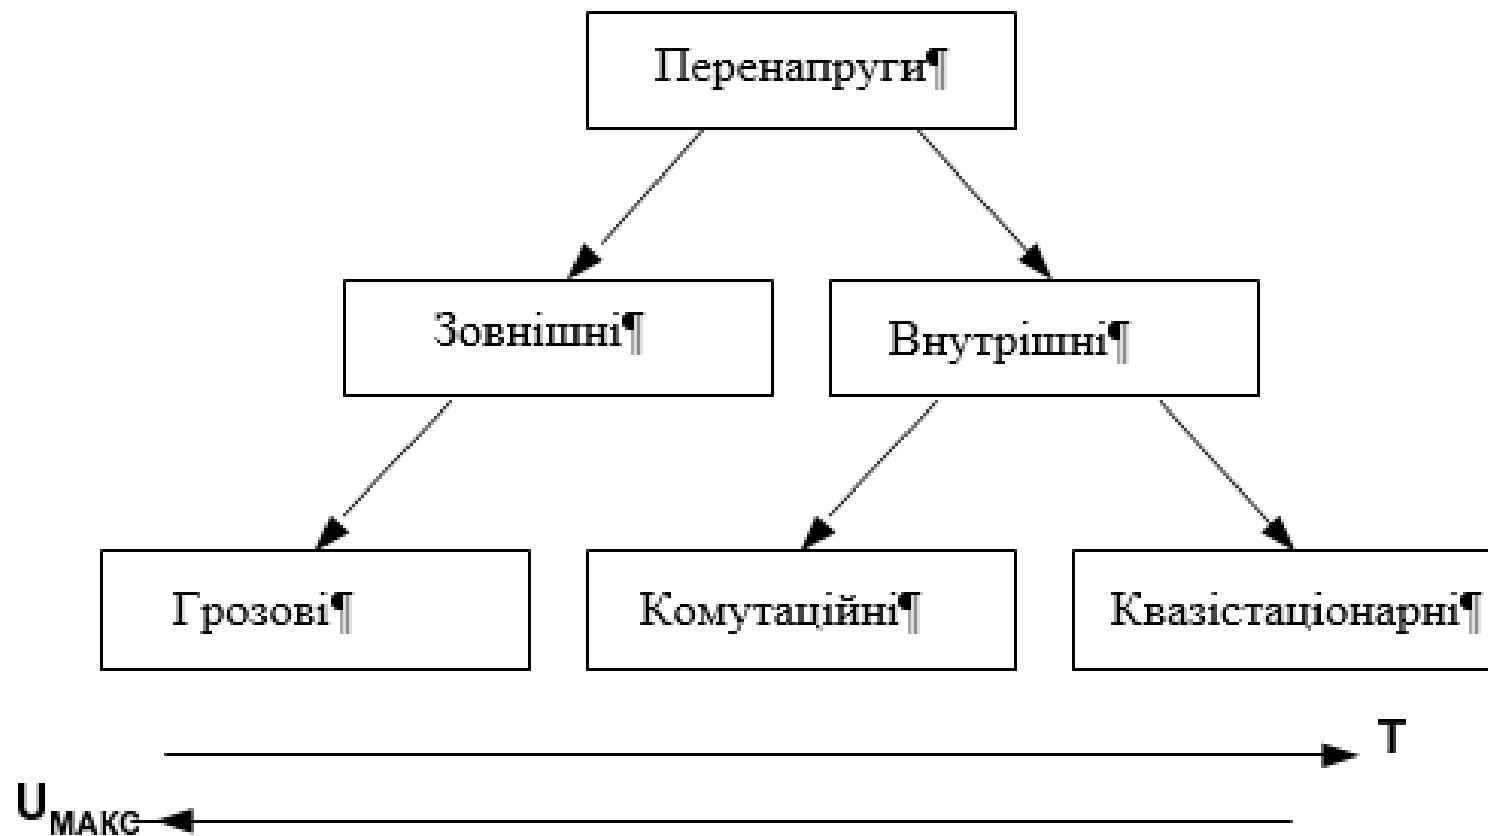 Перенапруги¶
Зовнішні¶
Внутрішні¶
Грозові¶
Комутаційні¶
Квазістаціонарні¶
T
UМАКС